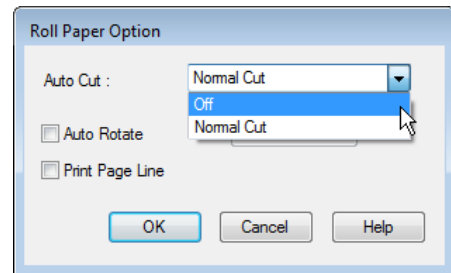 Roll Paper Option
Auto Cut : Normal Cut
Off
Normal Cut
Auto Rotate
Print Page Line
OK Cancel Help